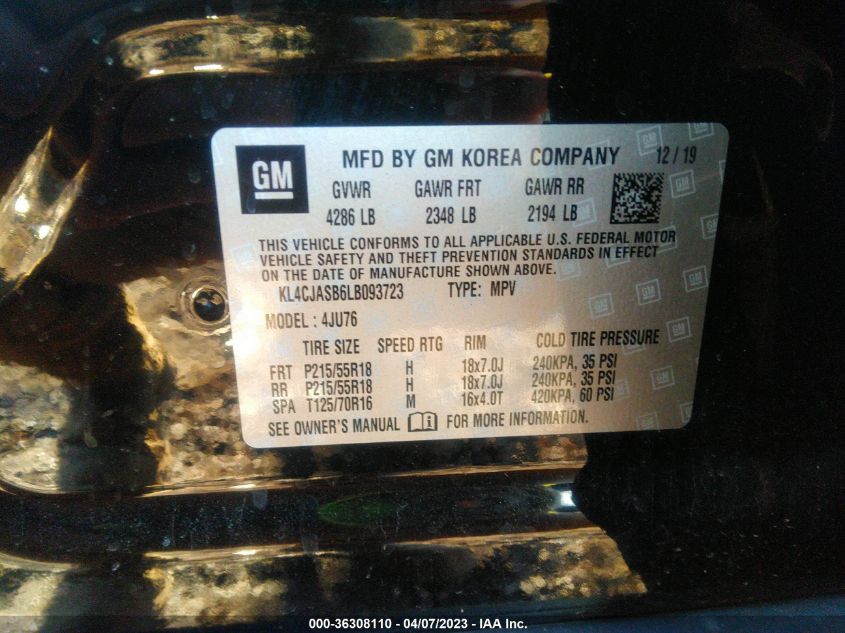 GM
MFD BY GM KOREA COMPANY 12 / 19
GVWR GAWR FRT GAWR RR
4286 LB 2348 LB 2194 LB
THIS VEHICLE CONFORMS TO ALL APPLICABLE U.S. FEDERAL MOTOR
VEHICLE SAFETY AND THEFT PREVENTION STANDARDS IN EFFECT
ON THE DATE OF MANUFACTURE SHOWN ABOVE.
KL4CJASB6LB093723 TYPE: MPV
MODEL : 4JU76
TIRE SIZE SPEED RTG RIM COLD TIRE PRESSURE
FRT P215/55R18 H 18x7.0J 240KPA, 35 PSI
RR P215/55R18 H 18x7.0J 240KPA, 35 PSI
SPA T125/70R16 M 16x4.0T 420KPA, 60 PSI
SEE OWNER'S MANUAL FOR MORE INFORMATION.
000-36308110 - 04/07/2023 - IAA Inc.